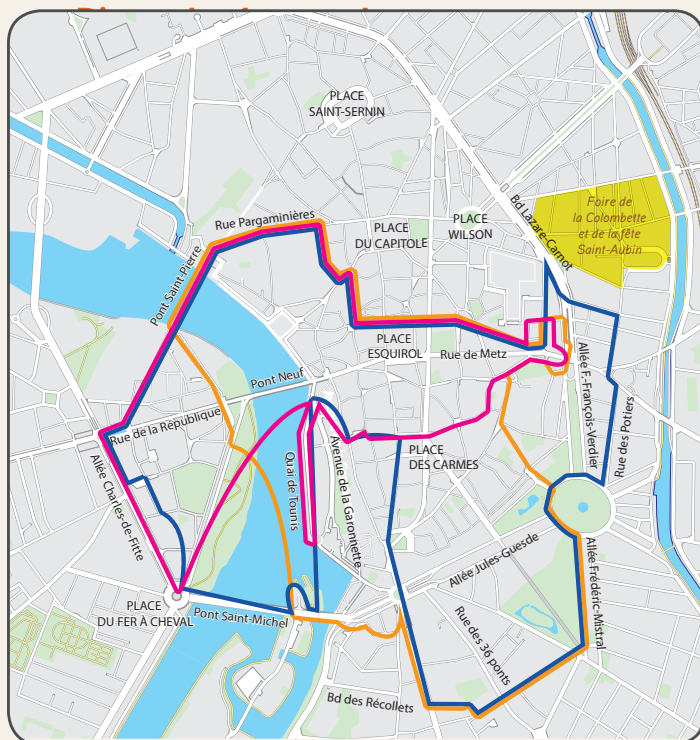 PLACE
SAINT-SERNIN
Bd Lazare-Carnot
Foire de
la Colombette
et de la fête
Saint-Aubin
Rue Pargaminières
PLACE
DU CAPITOLE
PLACE
WILSON
Pont Saint-Pierre
PLACE
ESQUIROL
Rue de Metz
Pont Neuf
Allée F.-François-Verdier
Rue des Potiers
Rue de la République
Allée Charles-de-Fitte
Quai de Tounis
Avenue de la Garonnette
PLACE
DES CARMES
Allée Jules-Guesde
Allée Frédéric-Mistral
PLACE
DU FER À CHEVAL
Pont Saint-Michel
Rue des 36 ponts
Bd des Récollets